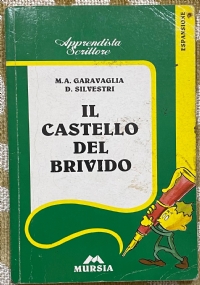 Apprendista
Scrittore
ESPANSIONE
M.A. GARAVAGLIA
D. SILVESTRI
IL
CASTELLO
DEL
BRIVIDO
MURSIA